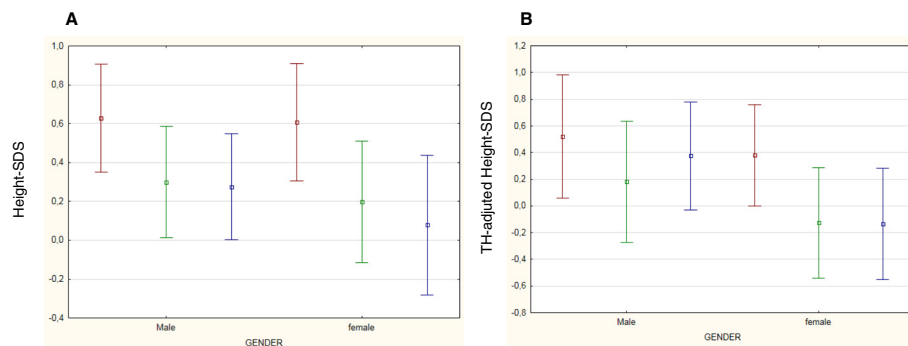 A
Height-SDS
1,0
0,8
0,6
0,4
0,2
0,0
-0,2
-0,4
Male female
GENDER
B
TH-adjuted Height-SDS
1,2
1,0
0,8
0,6
0,4
0,2
0,0
-0,2
-0,4
-0,6
-0,8
Male female
GENDER